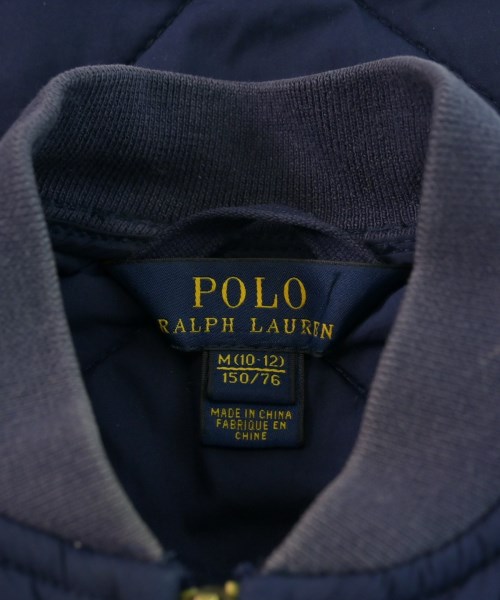 POLO
RALPH LAUREN
M(10-12)
150/76
MADE IN CHINA
FABRIQUE EN
CHINE